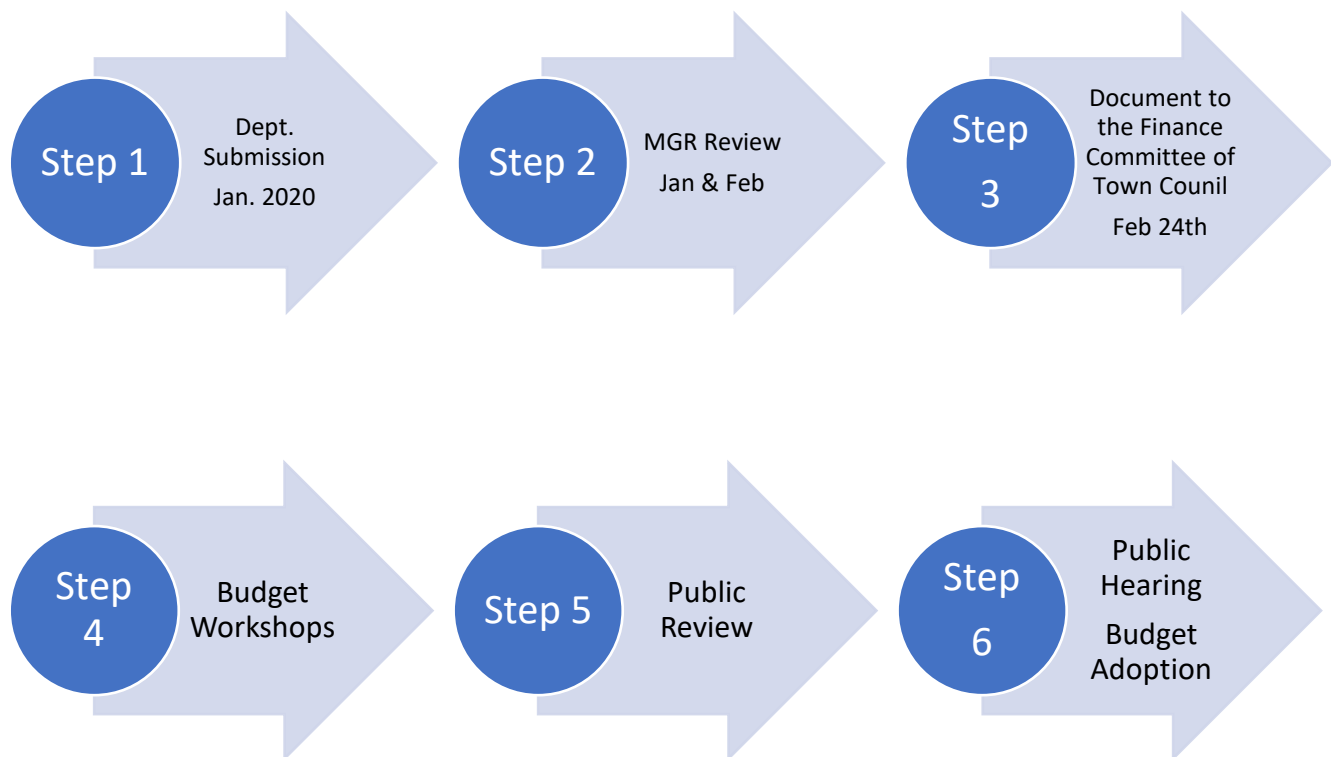 Step 1
Dept.
Submission
Jan. 2020
Step 2
MGR Review
Jan & Feb
Step
3
Document to
the Finance
Committee of
Town Counil
Feb 24th
Step
4
Budget
Workshops
Step 5
Public
Review
Step
6
Public
Hearing
Budget
Adoption